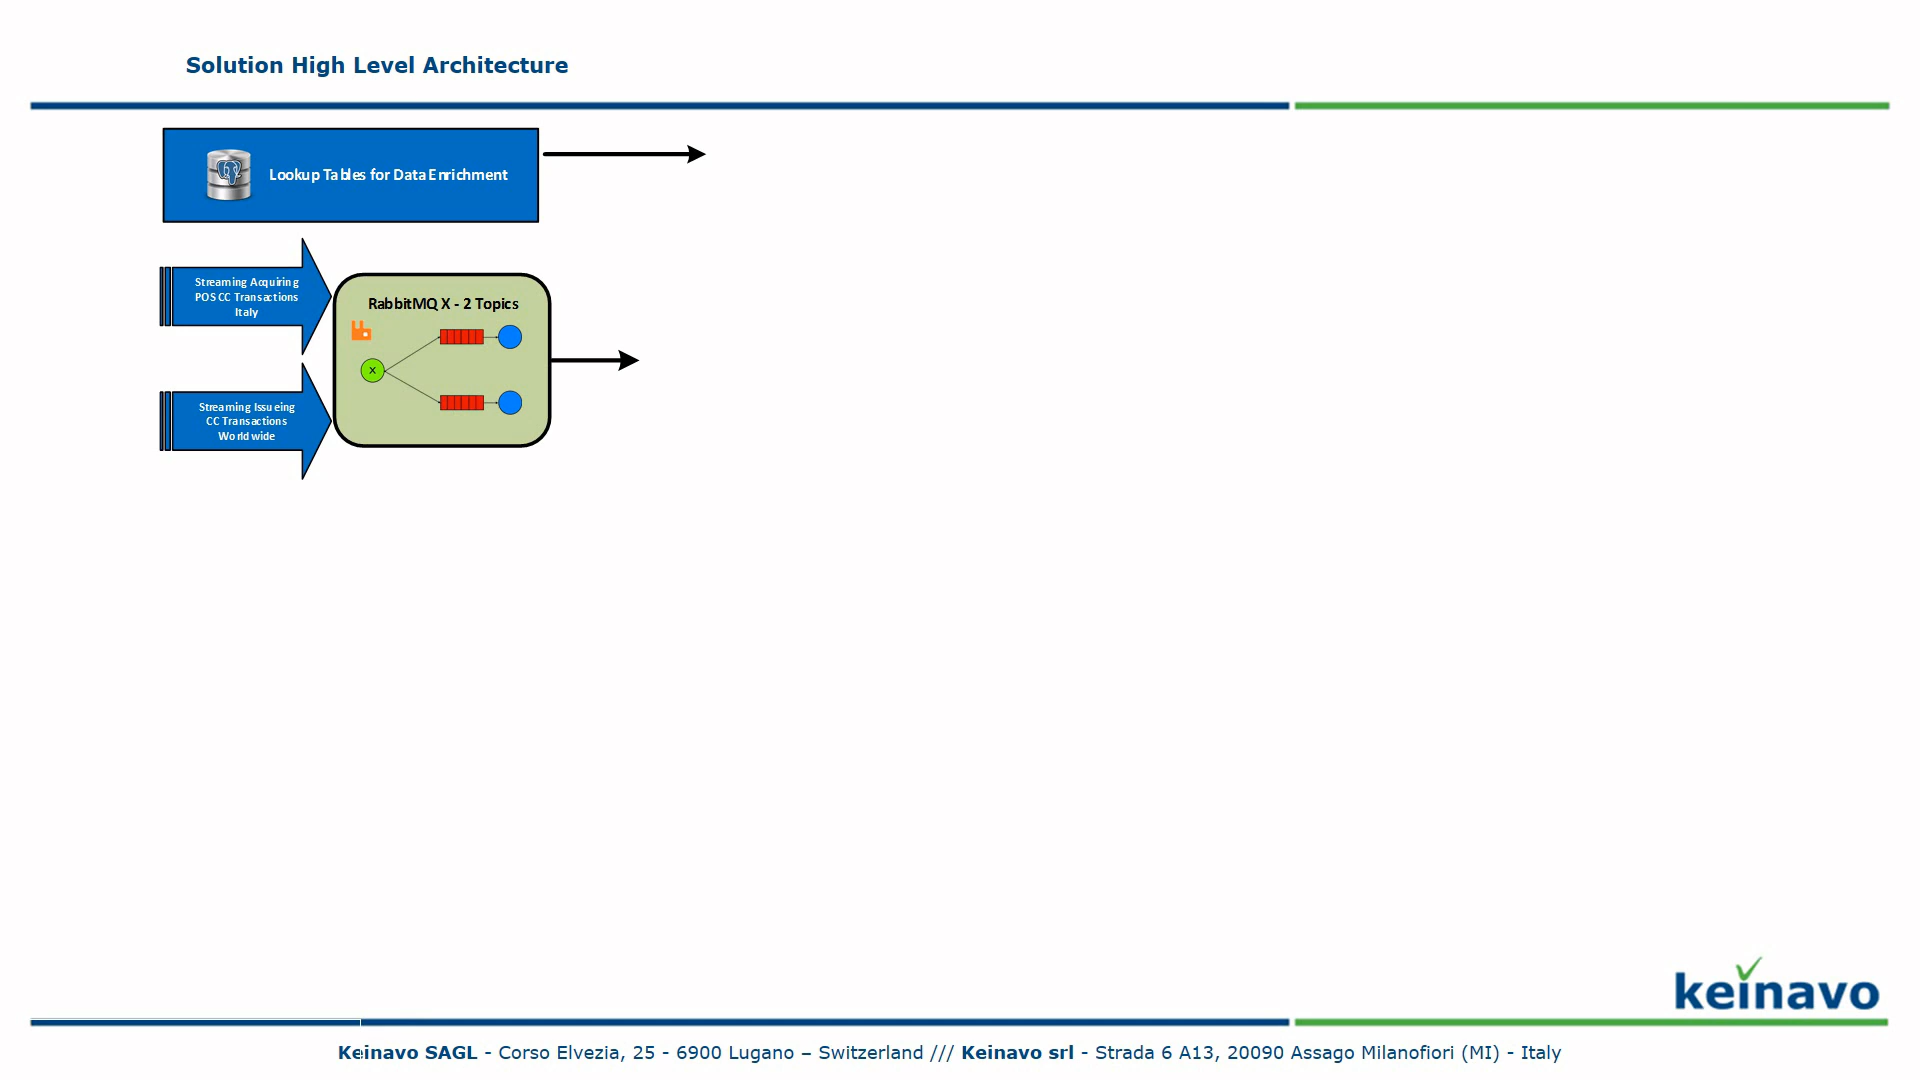 Solution High Level Architecture
Lookup Tables for Data Enrichment
Streaming Acquiring
POS CC Transactions
Italy
RabbitMQ X - 2 Topics
X
Streaming Issueing
CC Transactions
Worldwide
keinavo
Keinavo SAGL - Corso Elvezia, 25 - 6900 Lugano – Switzerland /// Keinavo srl - Strada 6 A13, 20090 Assago Milanofiori (MI) - Italy